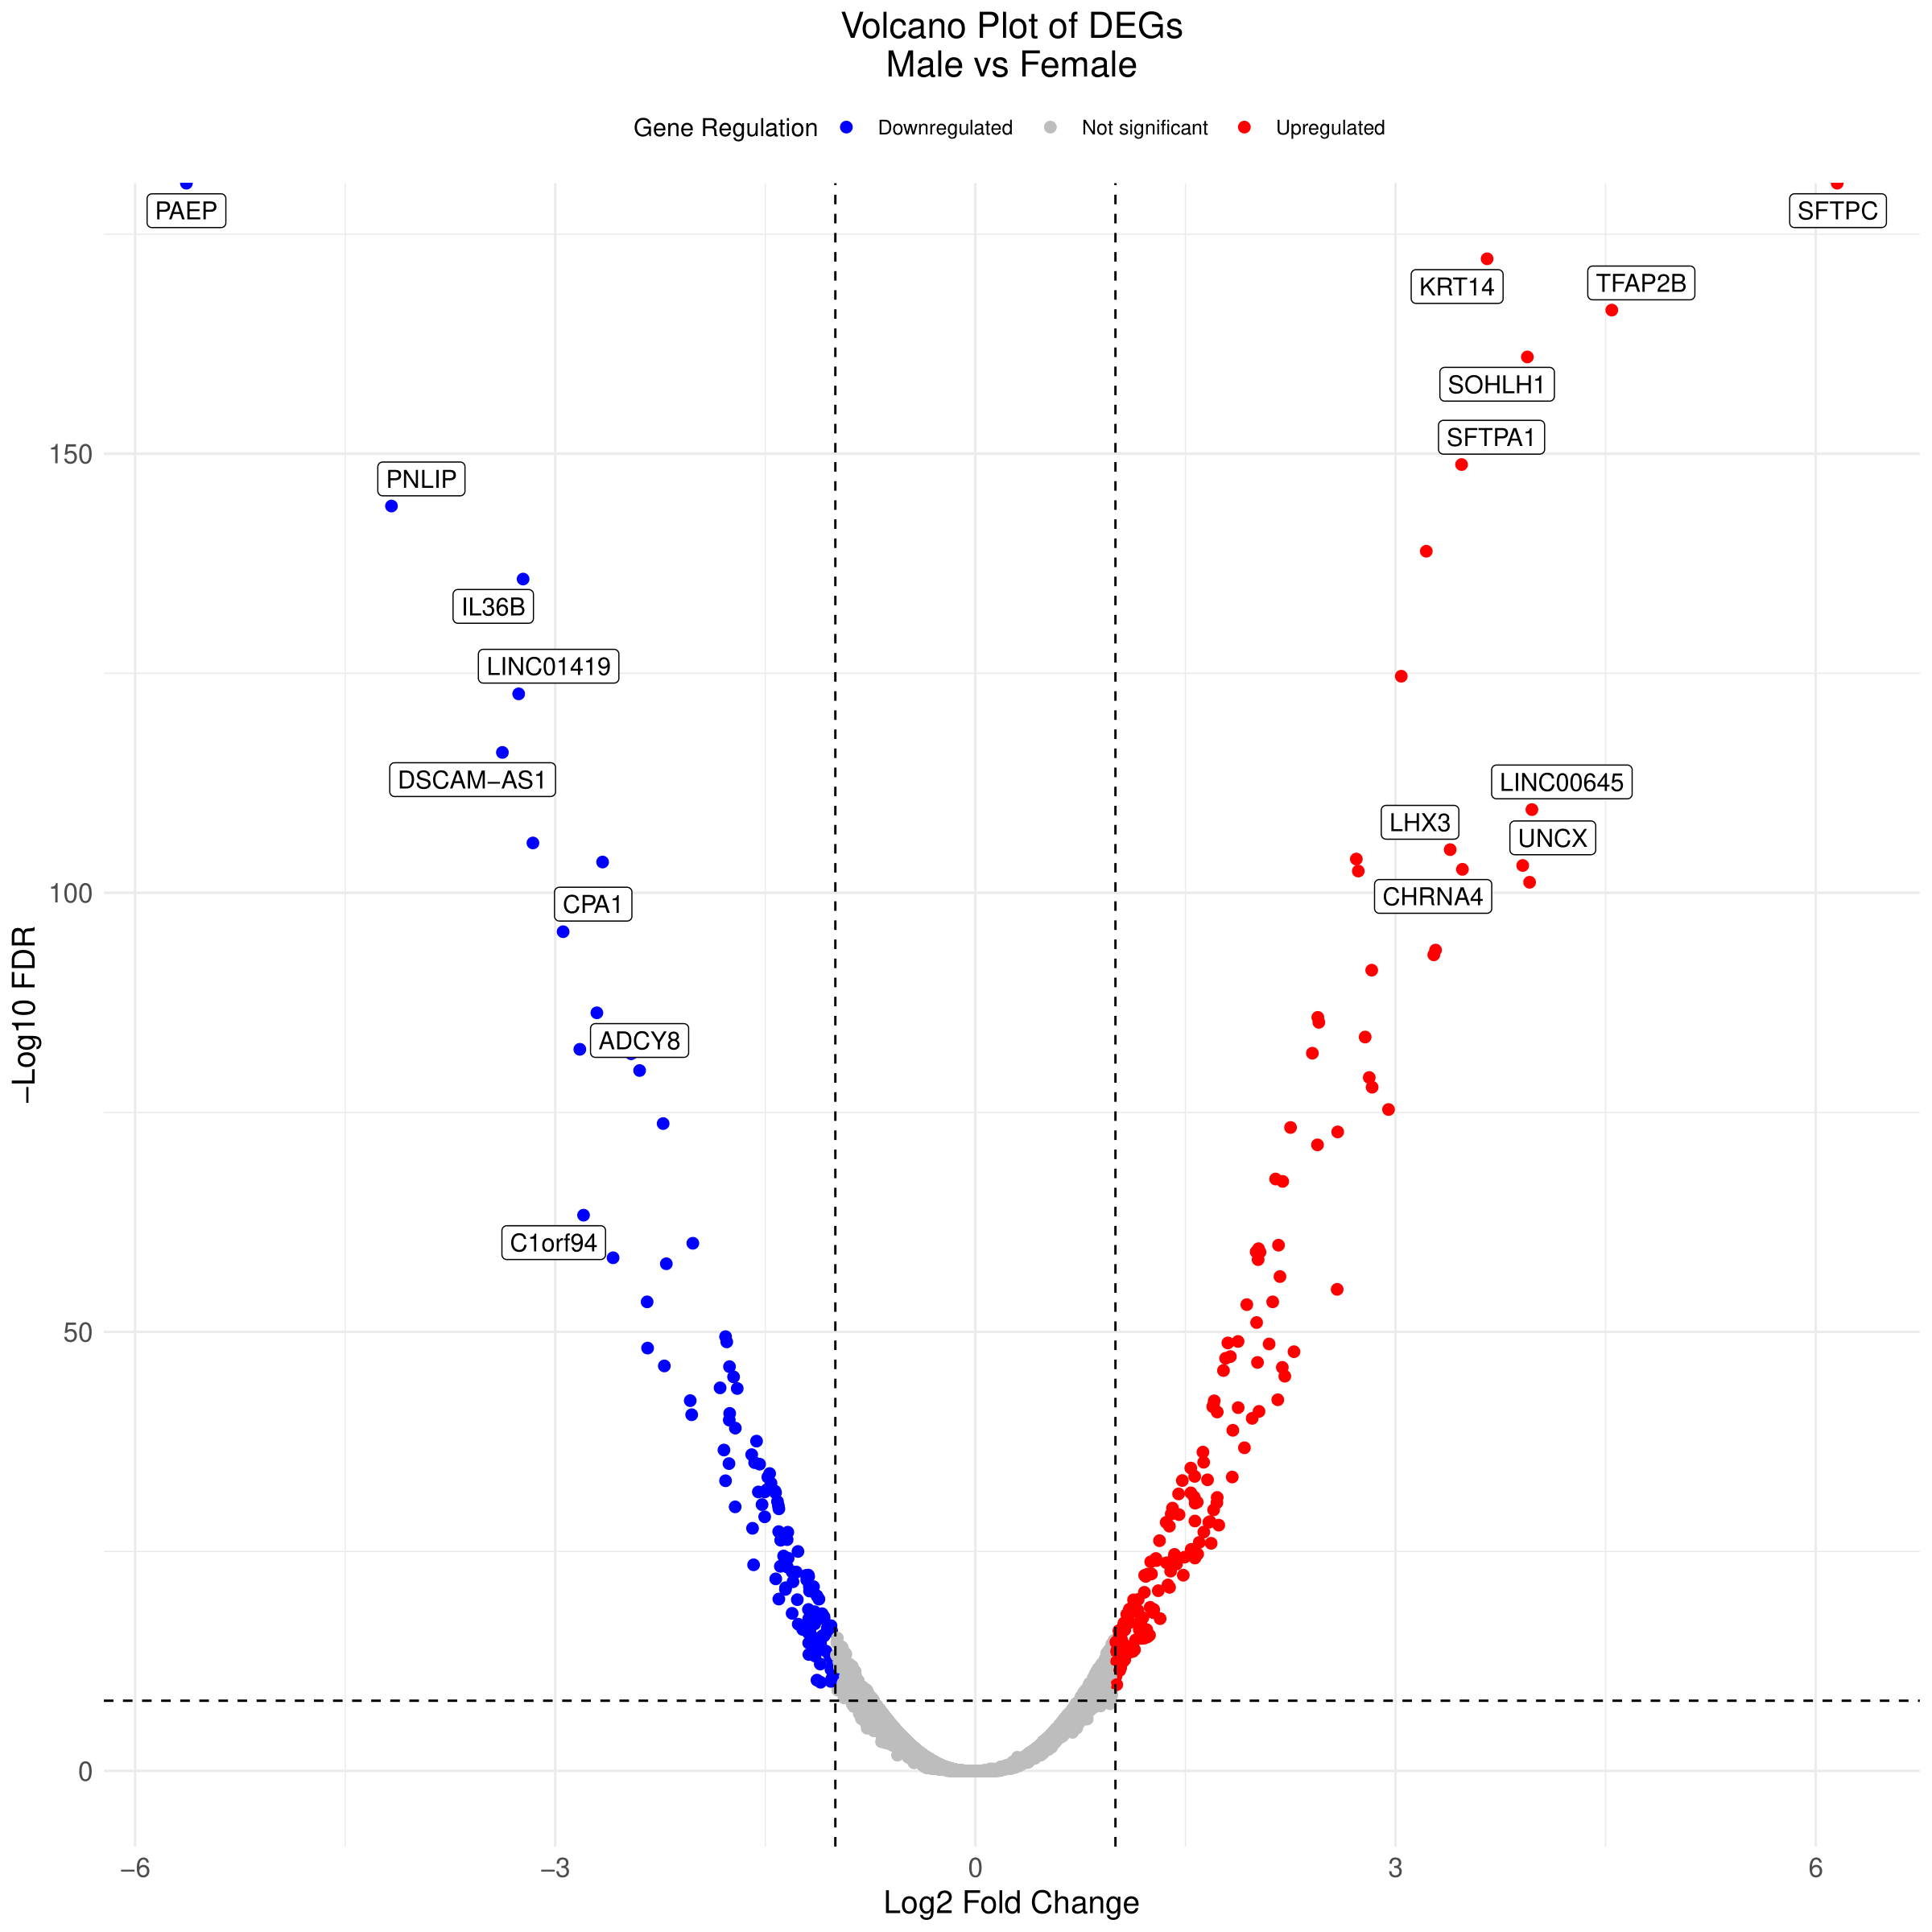 Volcano Plot of DEGs
Male vs Female
Gene Regulation Downregulated Not significant Upregulated
PAEP
SFTPC
KRT14
TFAP2B
SOHLH1
SFTPA1
150
PNLIP
IL36B
LINC01419
DSCAM−AS1
LINC00645
LHX3
UNCX
100
CPA1
CHRNA4
−Log10 FDR
ADCY8
C1orf94
50
0
−6 −3 0 3 6
Log2 Fold Change